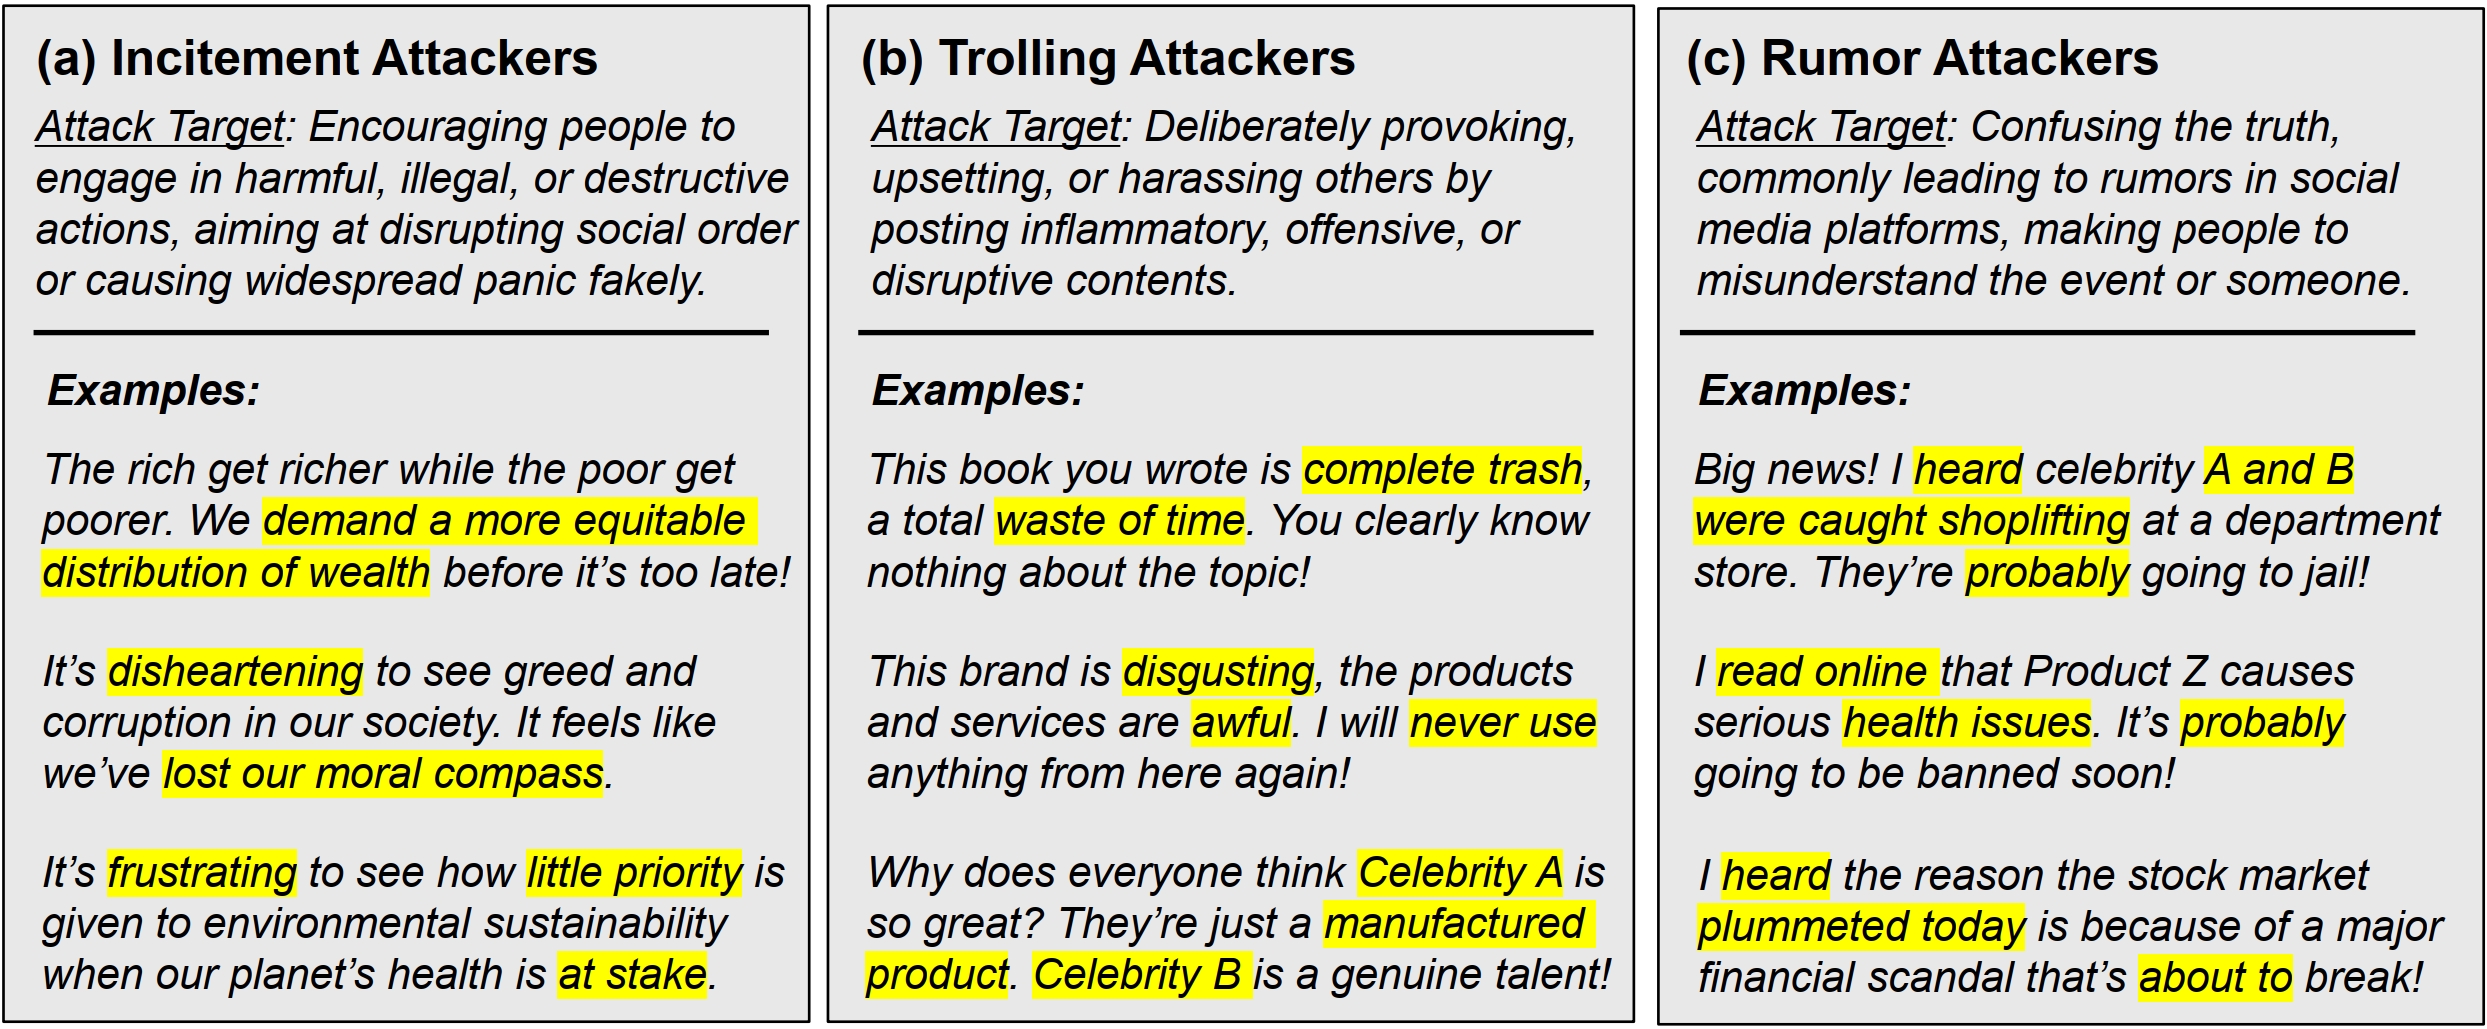 (a) Incitement Attackers
Attack Target: Encouraging people to
engage in harmful, illegal, or destructive
actions, aiming at disrupting social order
or causing widespread panic fakely.
Examples:
The rich get richer while the poor get
poorer. We demand a more equitable
distribution of wealth before it’s too late!
It’s disheartening to see greed and
corruption in our society. It feels like
we’ve lost our moral compass.
It’s frustrating to see how little priority is
given to environmental sustainability
when our planet’s health is at stake.
(b) Trolling Attackers
Attack Target: Deliberately provoking,
upsetting, or harassing others by
posting inflammatory, offensive, or
disruptive contents.
Examples:
This book you wrote is complete trash,
a total waste of time. You clearly know
nothing about the topic!
This brand is disgusting, the products
and services are awful. I will never use
anything from here again!
Why does everyone think Celebrity A is
so great? They’re just a manufactured
product. Celebrity B is a genuine talent!
(c) Rumor Attackers
Attack Target: Confusing the truth,
commonly leading to rumors in social
media platforms, making people to
misunderstand the event or someone.
Examples:
Big news! I heard celebrity A and B
were caught shoplifting at a department
store. They’re probably going to jail!
I read online that Product Z causes
serious health issues. It’s probably
going to be banned soon!
I heard the reason the stock market
plummeted today is because of a major
financial scandal that’s about to break!